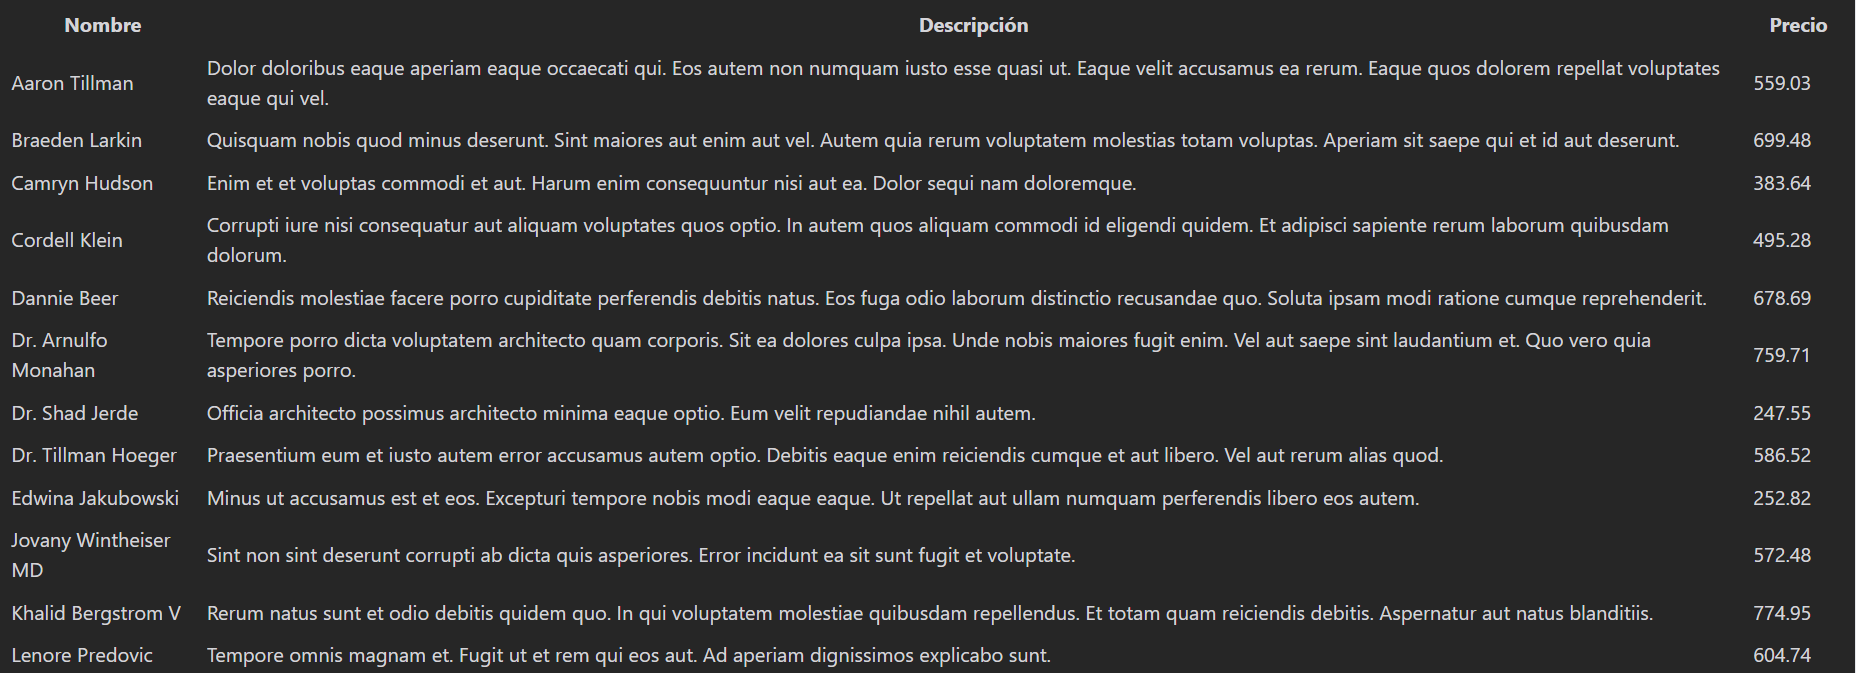 Nombre Descripción Precio
Aaron Tillman Dolor doloribus eaque aperiam eaque occaecati qui. Eos autem non numquam iusto esse quasi ut. Eaque velit accusamus ea rerum. Eaque quos dolorem repellat voluptates
eaque qui vel. 559.03
Braeden Larkin Quisquam nobis quod minus deserunt. Sint maiores aut enim aut vel. Autem quia rerum voluptatem molestias totam voluptas. Aperiam sit saepe qui et id aut deserunt. 699.48
Camryn Hudson Enim et et voluptas commodi et aut. Harum enim consequuntur nisi aut ea. Dolor sequi nam doloremque. 383.64
Cordell Klein Corrupti iure nisi consequatur aut aliquam voluptates quos optio. In autem quos aliquam commodi id eligendi quidem. Et adipisci sapiente rerum laborum quibusdam
dolorum. 495.28
Dannie Beer Reiciendis molestiae facere porro cupiditate perferendis debitis natus. Eos fuga odio laborum distinctio recusandae quo. Soluta ipsam modi ratione cumque reprehenderit. 678.69
Dr. Arnulfo Tempore porro dicta voluptatem architecto quam corporis. Sit ea dolores culpa ipsa. Unde nobis maiores fugit enim. Vel aut saepe sint laudantium et. Quo vero quia
Monahan asperiores porro. 759.71
Dr. Shad Jerde Officia architecto possimus architecto minima eaque optio. Eum velit repudiandae nihil autem. 247.55
Dr. Tillman Hoeger Praesentium eum et iusto autem error accusamus autem optio. Debitis eaque enim reiciendis cumque et aut libero. Vel aut rerum alias quod. 586.52
Edwina Jakubowski Minus ut accusamus est et eos. Excepturi tempore nobis modi eaque eaque. Ut repellat aut ullam numquam perferendis libero eos autem. 252.82
Jovany Wintheiser
MD Sint non sint deserunt corrupti ab dicta quis asperiores. Error incidunt ea sit sunt fugit et voluptate. 572.48
Khalid Bergstrom V Rerum natus sunt et odio debitis quidem quo. In qui voluptatem molestiae quibusdam repellendus. Et totam quam reiciendis debitis. Aspernatur aut natus blanditiis. 774.95
Lenore Predovic Tempore omnis magnam et. Fugit ut et rem qui eos aut. Ad aperiam dignissimos explicabo sunt. 604.74